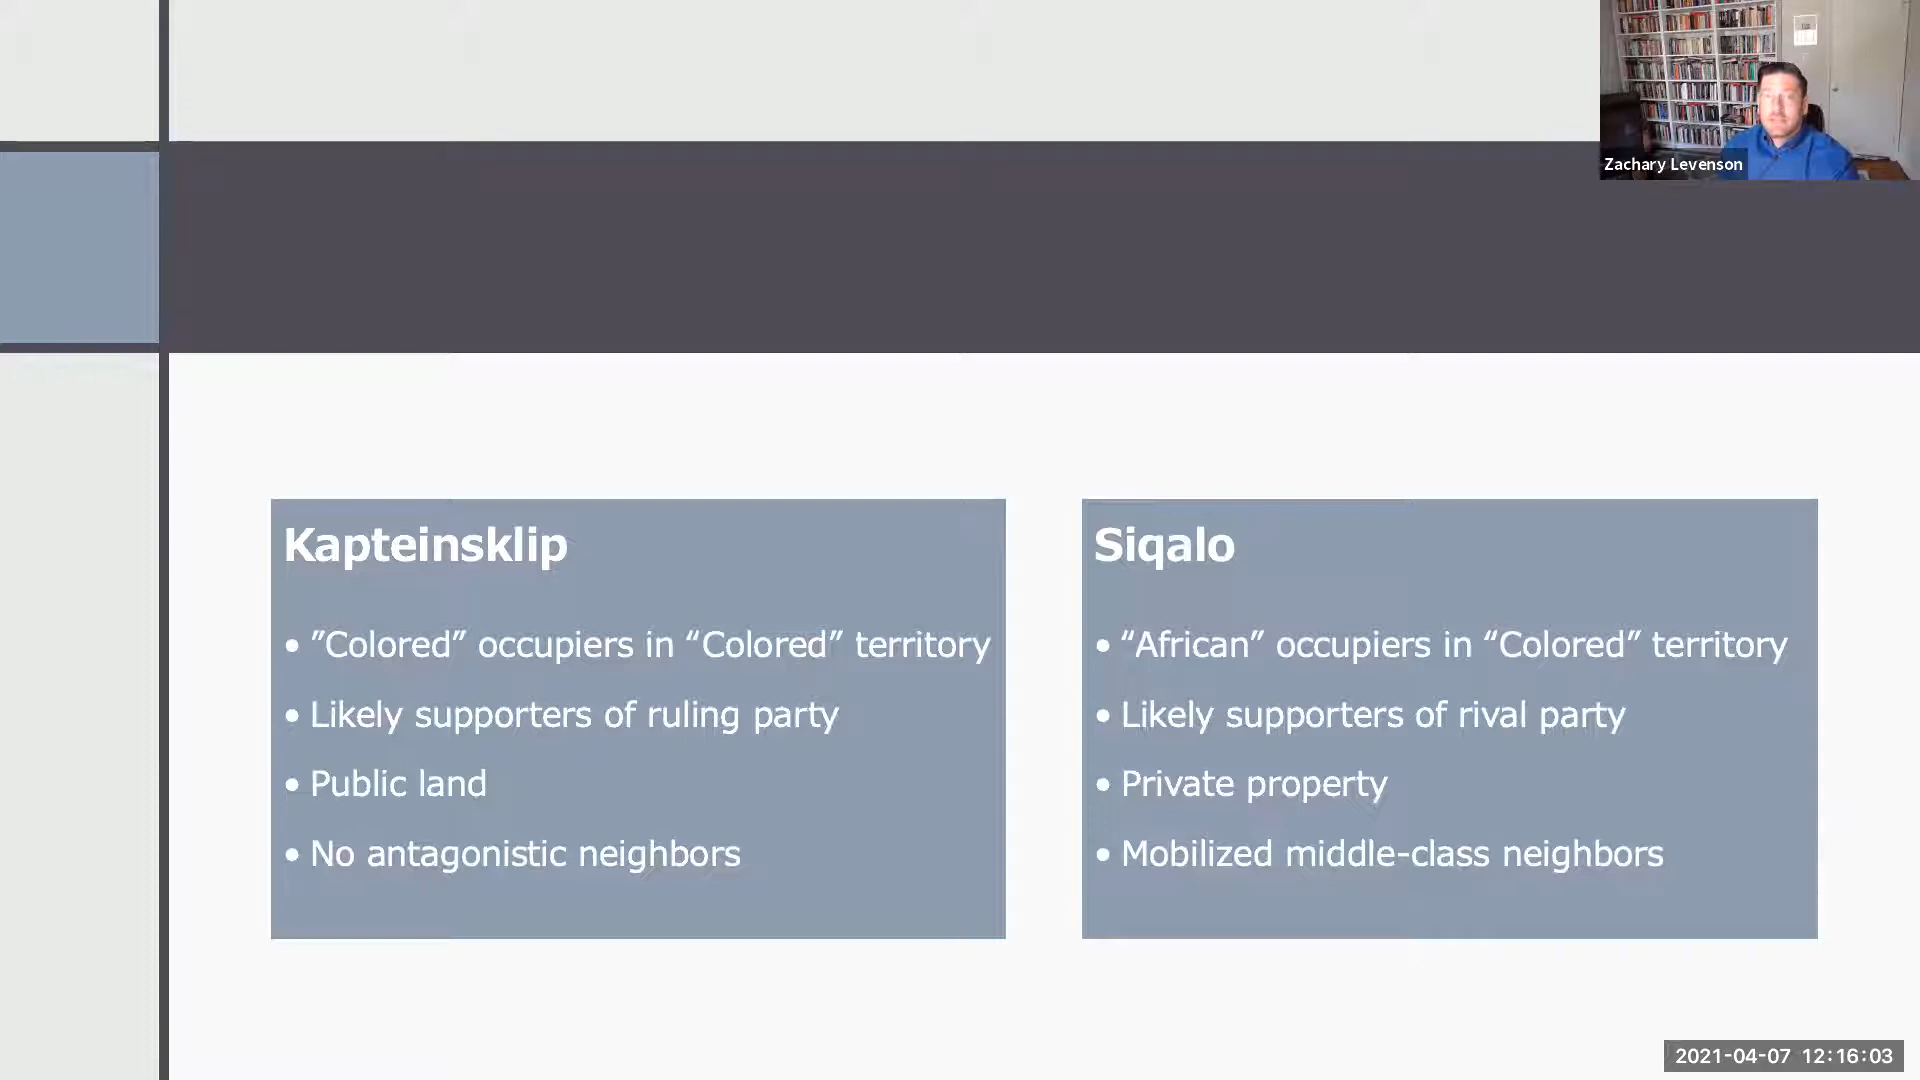 Zachary Levenson
Kapteinsklip
• ”Colored” occupiers in “Colored” territory
• Likely supporters of ruling party
• Public land
• No antagonistic neighbors
Siqalo
• “African” occupiers in “Colored” territory
• Likely supporters of rival party
• Private property
• Mobilized middle-class neighbors
2021-04-07 12:16:03